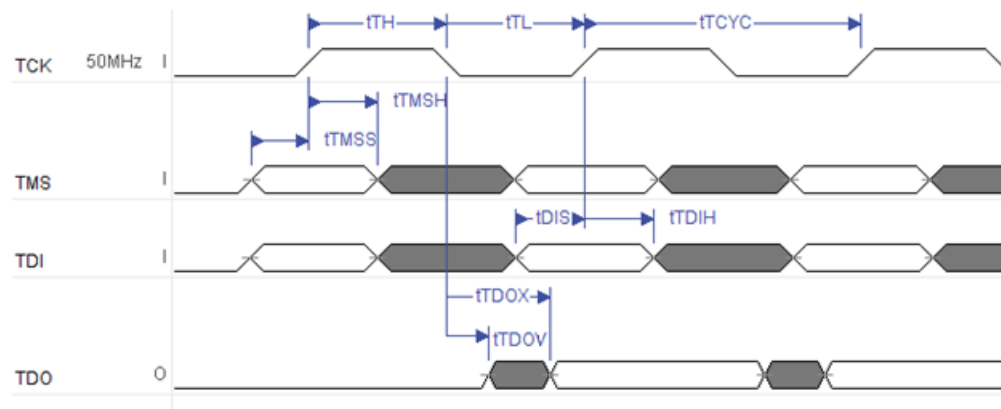 tTH tTL tTCYC
TCK 50MHz I
tTMSH
tTMSS
TMS I
tDIS tTDIH
TDI I
tTDOX
tTDOV
TDO O